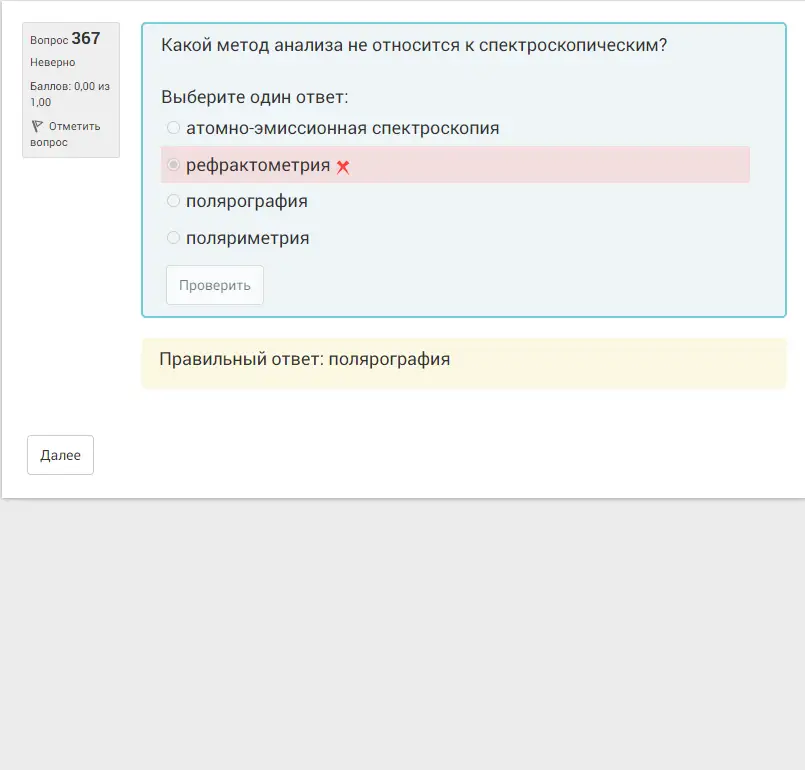 Вопрос 367
Неверно
Баллов: 0,00 из
1,00
Отметить
вопрос
Какой метод анализа не относится к спектроскопическим?
Выберите один ответ:
атомно-эмиссионная спектроскопия
рефрактометрия
полярография
поляриметрия
Проверить
Правильный ответ: полярография
Далее